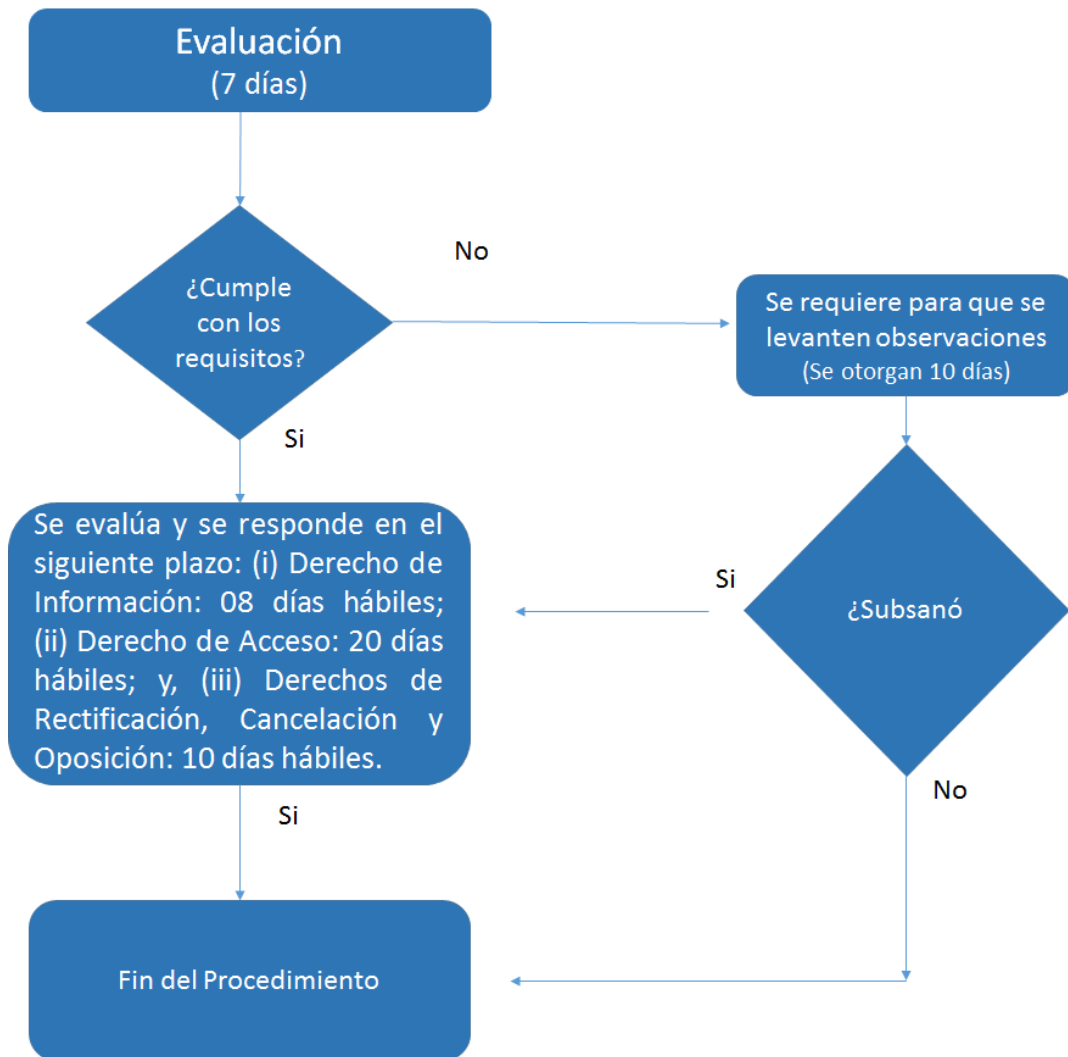 Evaluación
(7 días)
¿Cumple
con los
requisitos?
No
Se requiere para que se
levanten observaciones
(Se otorgan 10 días)
Si
Se evalúa y se responde en el
siguiente plazo: (i) Derecho de
Información: 08 días hábiles;
(ii) Derecho de Acceso: 20 días
hábiles; y, (iii) Derechos de
Rectificación, Cancelación y
Oposición: 10 días hábiles.
Si
¿Subsanó
Si
No
Fin del Procedimiento